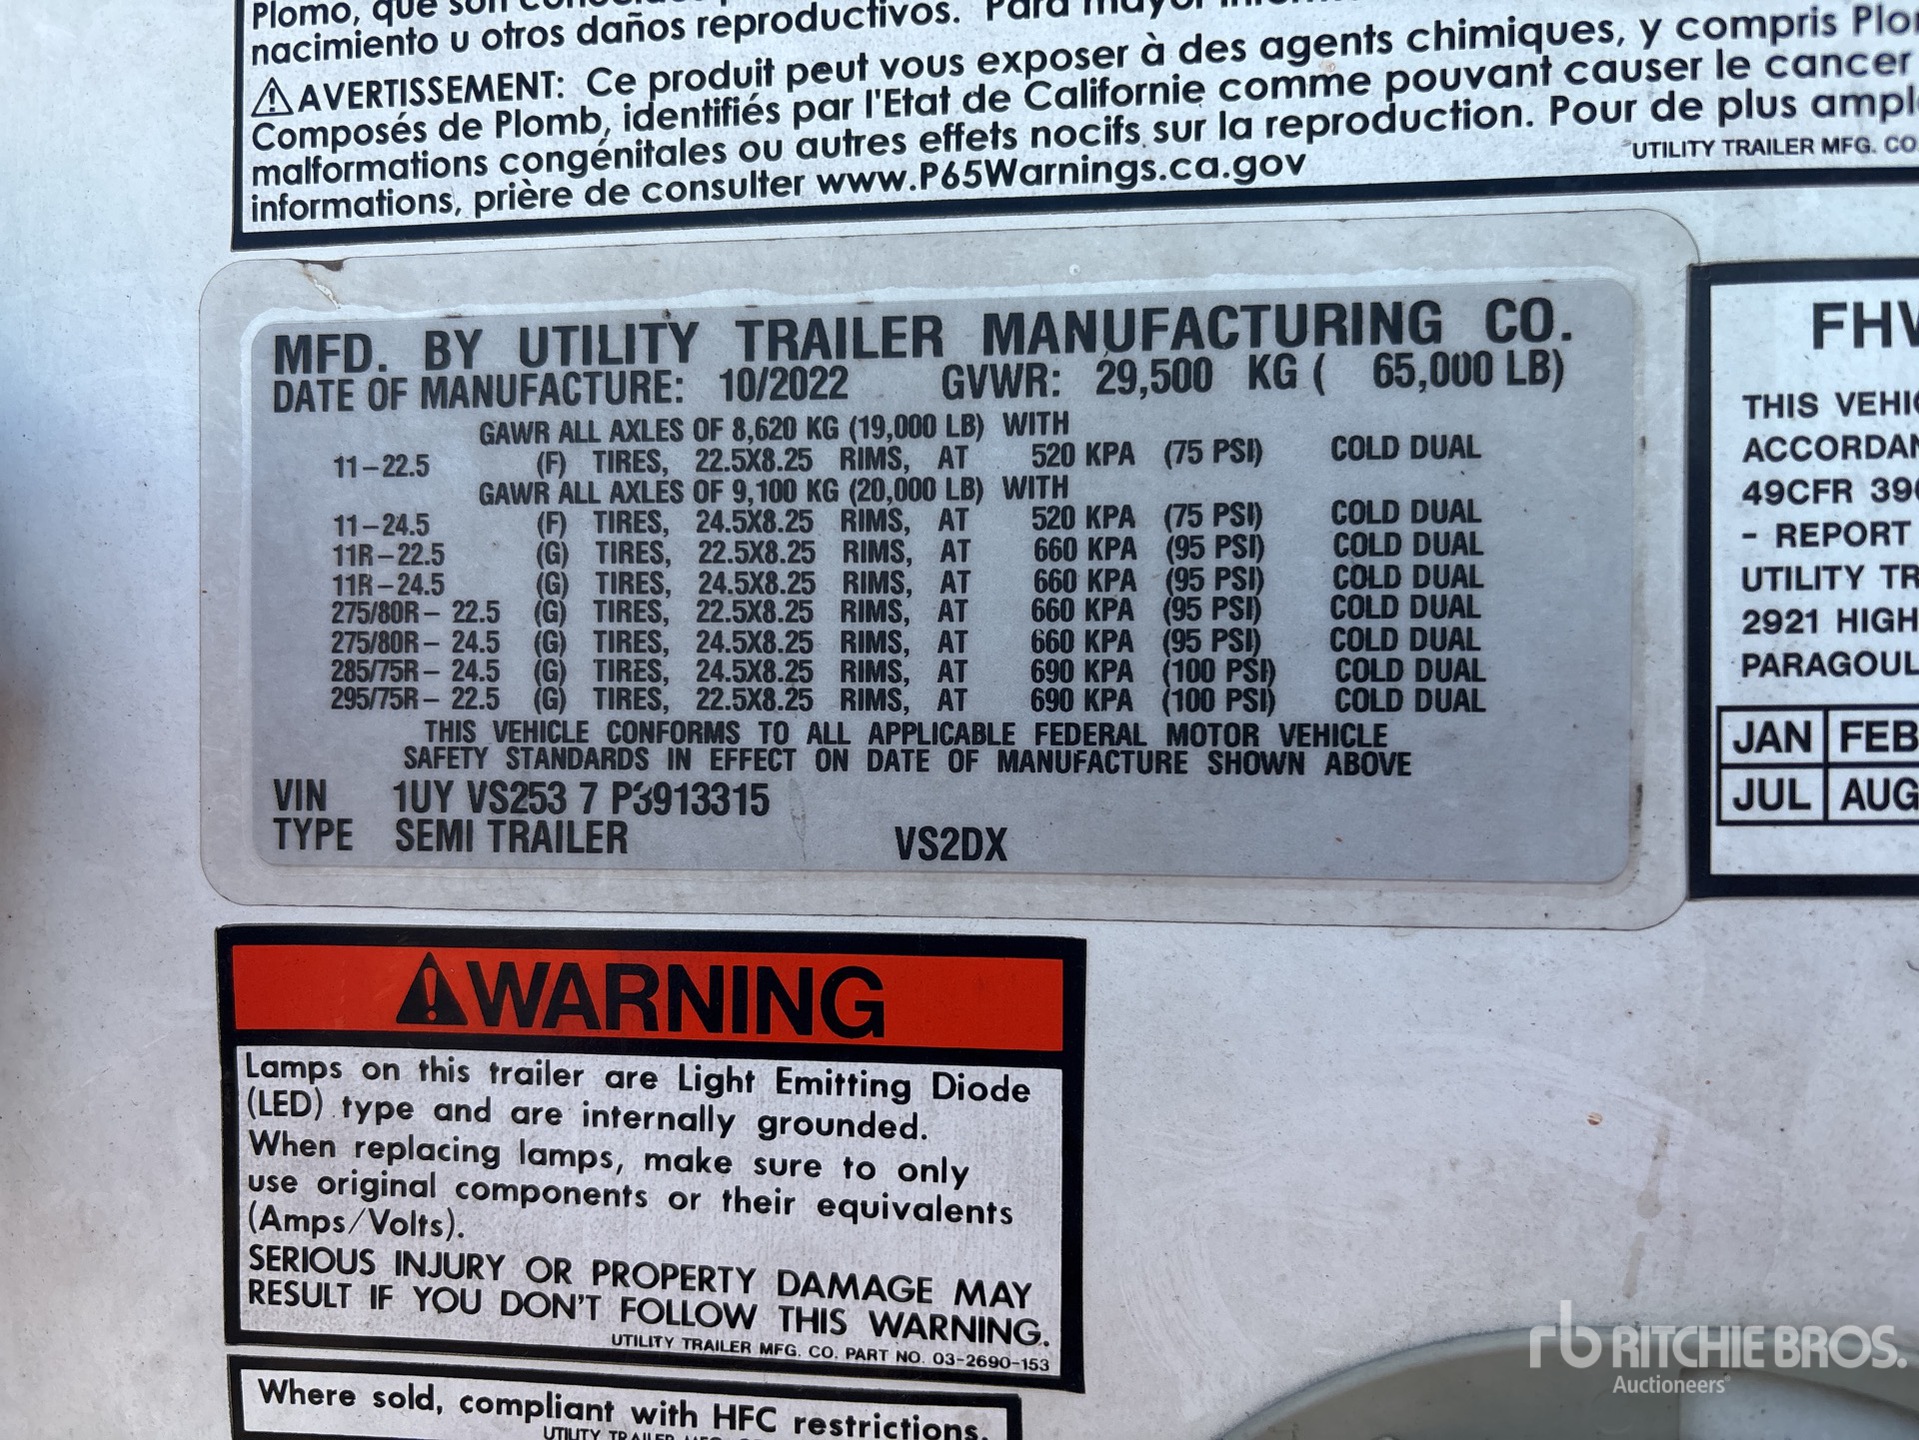 Plomo, que son
nacimiento u otros daños reproductivos. Para mayor
⚠AVERTISSEMENT: Ce produit peut vous exposer à des agents chimiques, y compris
Composés de Plomb, identifiés par l'Etat de Californie comme pouvant causer le cancer
malformations congénitales ou autres effets nocifs sur la reproduction. Pour de plus
informations, prière de consulter www.P65Warnings.ca.gov
UTILITY TRAILER MFG. CO.
MFD. BY UTILITY TRAILER MANUFACTURING CO.
DATE OF MANUFACTURE: 10/2022 GVWR: 29,500 KG ( 65,000 LB)
GAWR ALL AXLES OF 8,620 KG (19,000 LB) WITH
11-22.5 (F) TIRES, 22.5X8.25 RIMS, AT 520 KPA (75 PSI) COLD DUAL
GAWR ALL AXLES OF 9,100 KG (20,000 LB) WITH
11-24.5 (F) TIRES, 24.5X8.25 RIMS, AT 520 KPA (75 PSI) COLD DUAL
11R-22.5 (G) TIRES, 22.5X8.25 RIMS, AT 660 KPA (95 PSI) COLD DUAL
11R-24.5 (G) TIRES, 24.5X8.25 RIMS, AT 660 KPA (95 PSI) COLD DUAL
275/80R- 22.5 (G) TIRES, 22.5X8.25 RIMS, AT 660 KPA (95 PSI) COLD DUAL
275/80R- 24.5 (G) TIRES, 24.5X8.25 RIMS, AT 660 KPA (95 PSI) COLD DUAL
285/75R- 24.5 (G) TIRES, 24.5X8.25 RIMS, AT 690 KPA (100 PSI) COLD DUAL
295/75R- 22.5 (G) TIRES, 22.5X8.25 RIMS, AT 690 KPA (100 PSI) COLD DUAL
THIS VEHICLE CONFORMS TO ALL APPLICABLE FEDERAL MOTOR VEHICLE
SAFETY STANDARDS IN EFFECT ON DATE OF MANUFACTURE SHOWN ABOVE
VIN 1UY VS253 7 P3913315
TYPE SEMI TRAILER VS2DX
THIS
49CFR
- REPORT
UTILITY
2921
JAN FEB
JUL AUG
⚠WARNING
Lamps on this trailer are Light Emitting Diode
(LED) type and are internally grounded.
When replacing lamps, make sure to only
use original components or their equivalents
(Amps/Volts).
SERIOUS INJURY OR PROPERTY DAMAGE MAY
RESULT IF YOU DON'T FOLLOW THIS WARNING.
UTILITY TRAILER MFG. CO. PART NO. 03-2690-153
Where sold, compliant with HFC restrictions.
UTILITY TRAILER
rb RITCHIE BROS.
Auctioneers